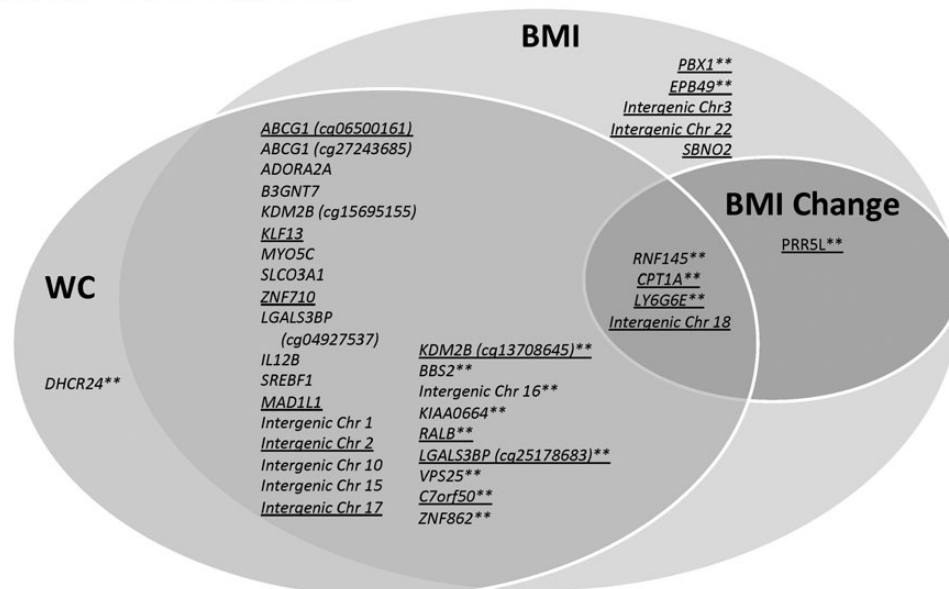 BMI
PBX1**
EPB49**
Intergenic Chr3
Intergenic Chr 22
SBNO2
BMI Change
PRR5L**
RNF145**
CPT1A**
LY6G6E**
Intergenic Chr 18
WC
DHCR24**
ABCG1 (cg06500161)
ABCG1 (cg27243685)
ADORA2A
B3GNT7
KDM2B (cg15695155)
KLF13
MYO5C
SLCO3A1
ZNF710
LGALS3BP
(cg04927537)
IL12B
SREBF1
MAD1L1
Intergenic Chr 1
Intergenic Chr 2
Intergenic Chr 10
Intergenic Chr 15
Intergenic Chr 17
KDM2B (cg13708645)**
BBS2**
Intergenic Chr 16**
KIAA0664**
RALB**
LGALS3BP (cg25178683)**
VPS25**
C7orf50**
ZNF862**